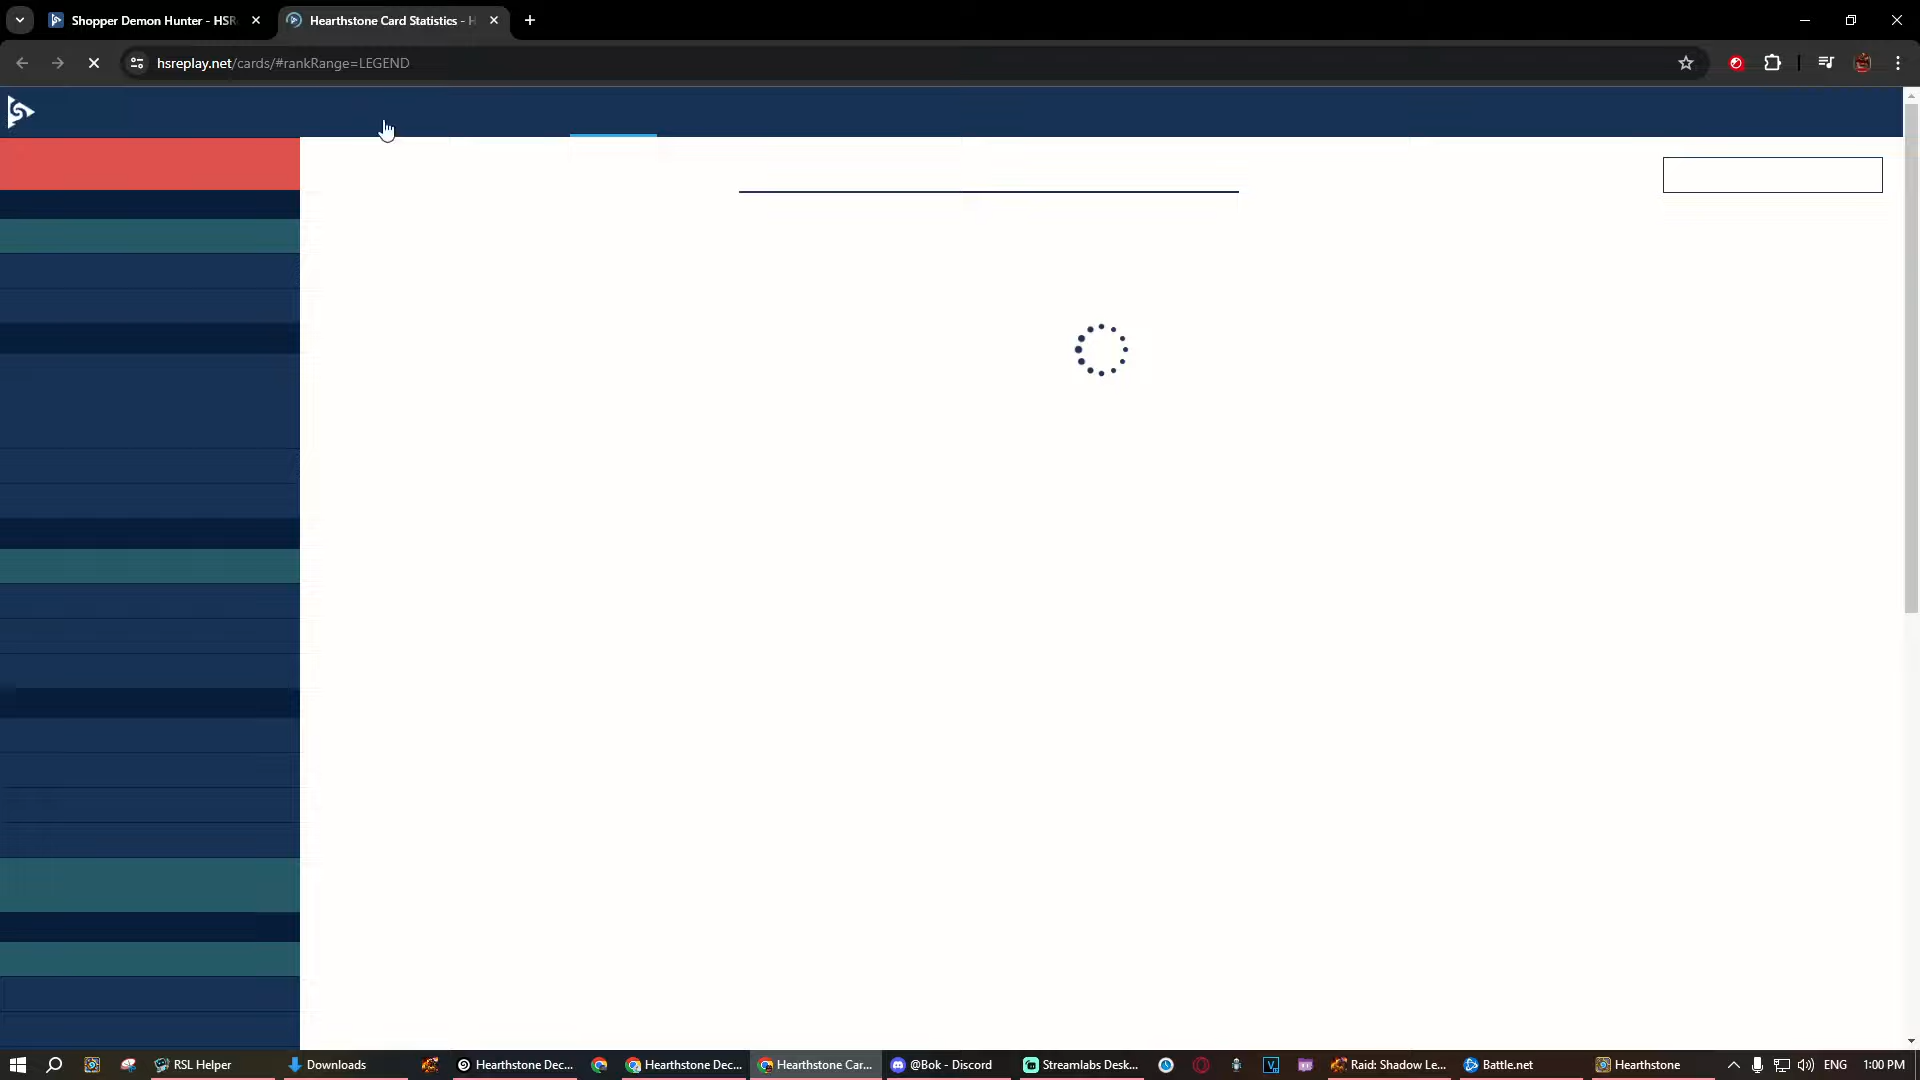 Shopper Demon Hunter - HSR
Hearthstone Card Statistics - H
hsreplay.net/cards/#rankRange=LEGEND
RSL Helper
Downloads
Hearthstone Dec...
Hearthstone Dec...
Hearthstone Car...
@Bok - Discord
Streamlabs Desk...
Raid: Shadow Le...
Battle.net
Hearthstone
ENG
1:00 PM